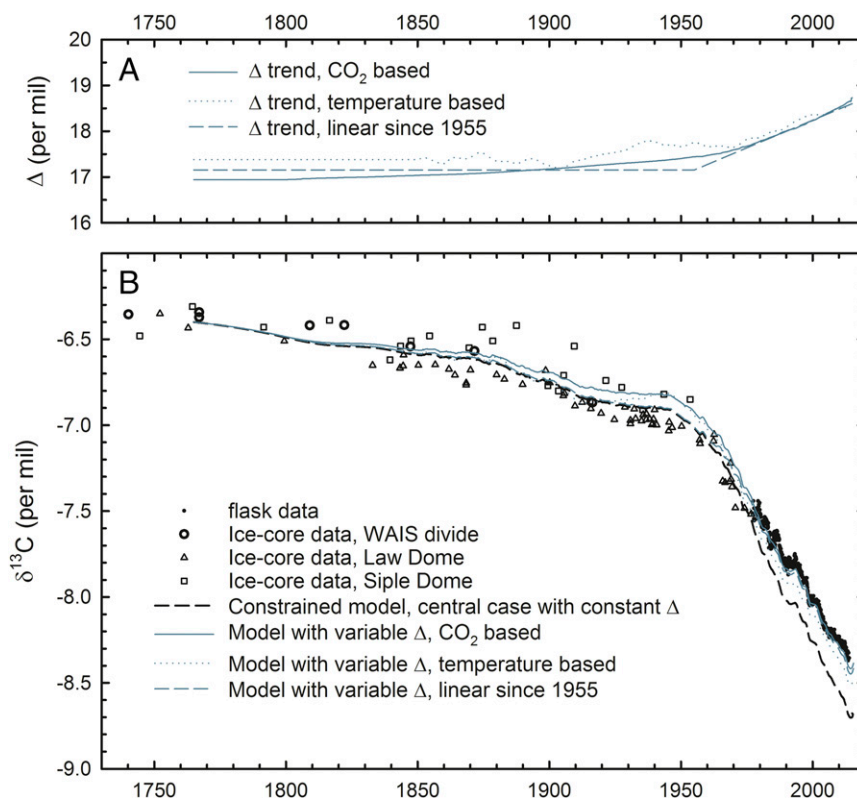 1750 1800 1850 1900 1950 2000
20
19
18
17
16
Δ (per mil)
A
Δ trend, CO₂ based
Δ trend, temperature based
Δ trend, linear since 1955
B
-6.5
-7.0
-7.5
-8.0
-8.5
-9.0
δ¹³C (per mil)
flask data
Ice-core data, WAIS divide
Ice-core data, Law Dome
Ice-core data, Siple Dome
Constrained model, central case with constant Δ
Model with variable Δ, CO₂ based
Model with variable Δ, temperature based
Model with variable Δ, linear since 1955
1750 1800 1850 1900 1950 2000